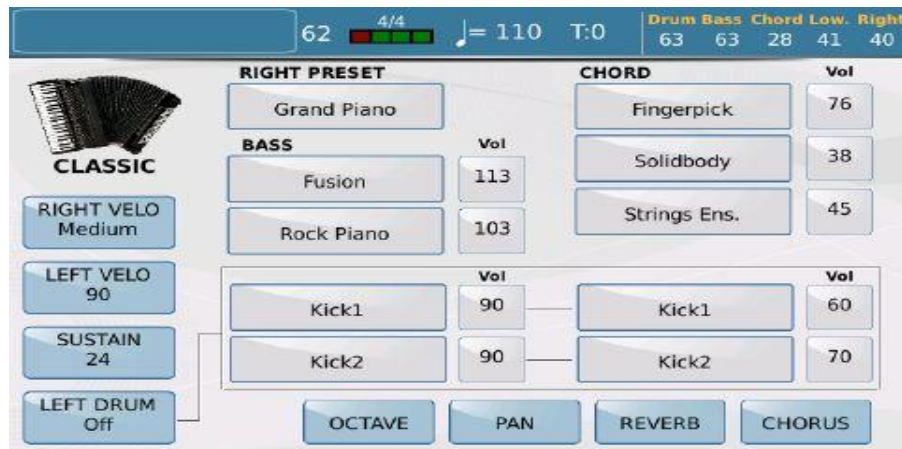 62 4/4 ♩= 110 T:0 Drum Bass Chord Low. Right
63 63 28 41 40
RIGHT PRESET CHORD Vol
Grand Piano Fingerpick 76
CLASSIC
BASS Vol
Solidbody 38
Fusion 113
RIGHT VELO
Medium
Strings Ens. 45
Rock Piano 103
LEFT VELO
90
Vol Vol
Kick1 90 Kick1 60
SUSTAIN
24
Kick2 90 Kick2 70
LEFT DRUM
Off
OCTAVE PAN REVERB CHORUS